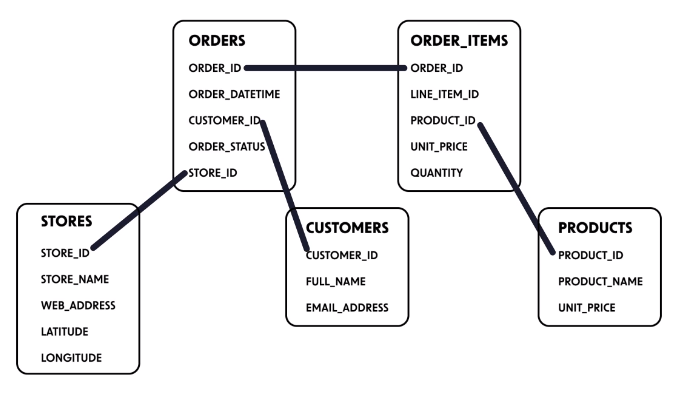 ORDERS
ORDER_ID
ORDER_DATETIME
CUSTOMER_ID
ORDER_STATUS
STORE_ID
ORDER_ITEMS
ORDER_ID
LINE_ITEM_ID
PRODUCT_ID
UNIT_PRICE
QUANTITY
STORES
STORE_ID
STORE_NAME
WEB_ADDRESS
LATITUDE
LONGITUDE
CUSTOMERS
CUSTOMER_ID
FULL_NAME
EMAIL_ADDRESS
PRODUCTS
PRODUCT_ID
PRODUCT_NAME
UNIT_PRICE